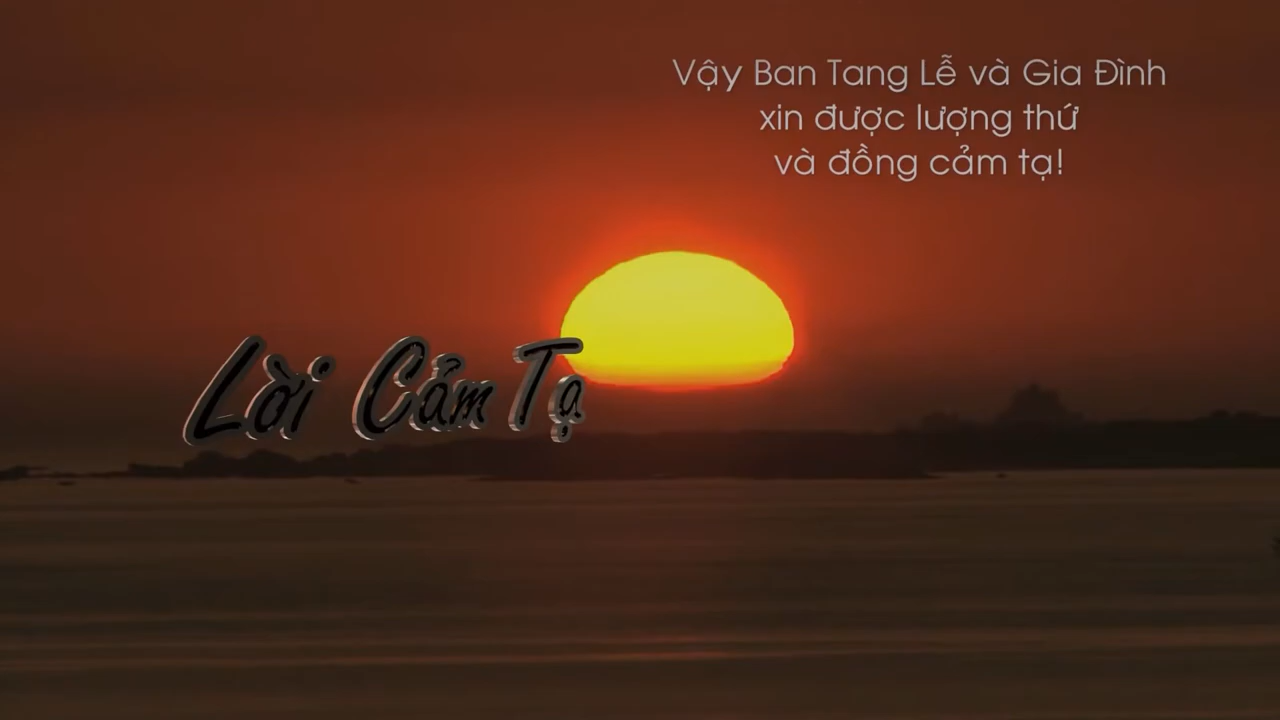 Vậy Ban Tang Lễ và Gia Đình
xin được lượng thứ
và đồng cảm tạ!
Lời Cảm Tạ